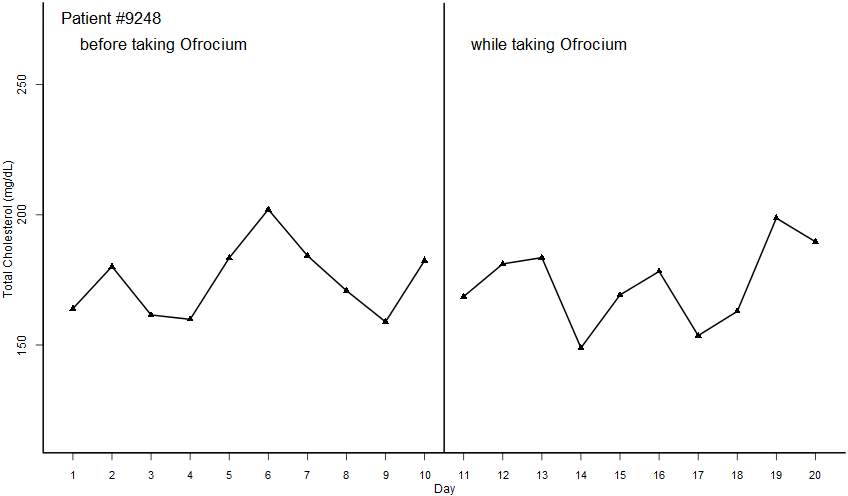 Patient #9248
before taking Ofrocium
while taking Ofrocium
Total Cholesterol (mg/dL)
250
200
150
1 2 3 4 5 6 7 8 9 10 11 12 13 14 15 16 17 18 19 20
Day